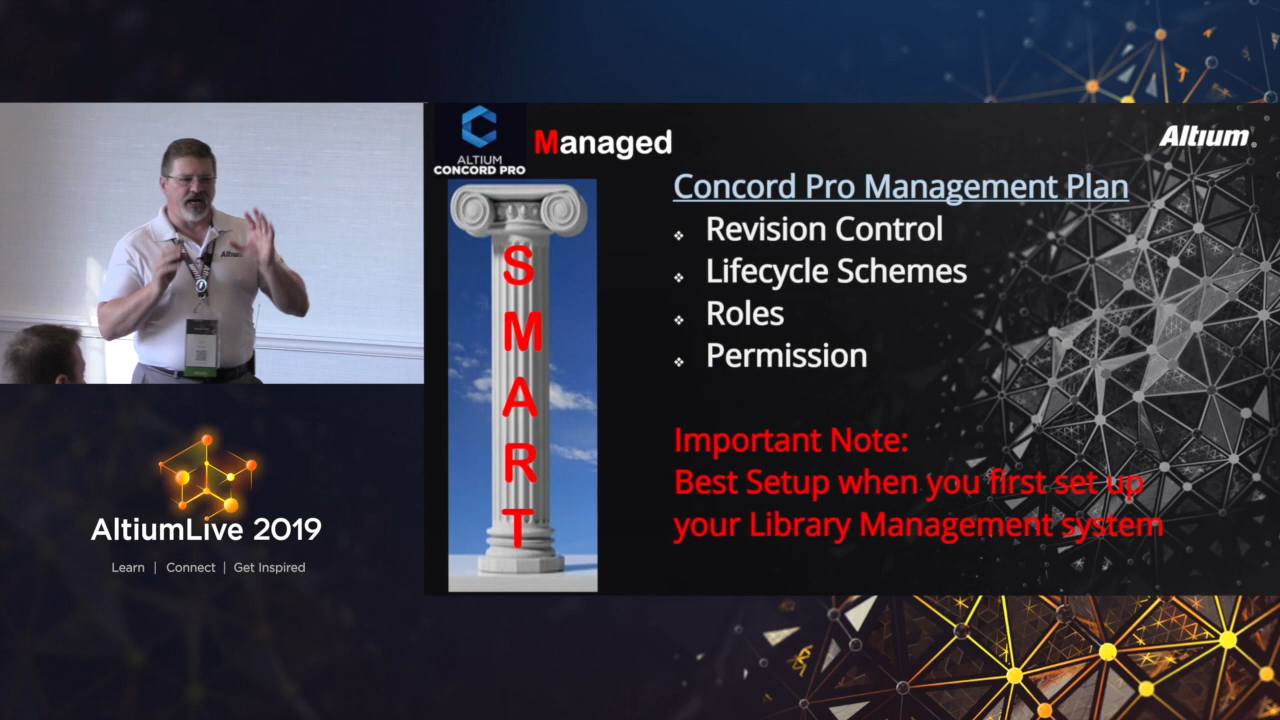 ALTIUM
CONCORD PRO
Managed
Altium®
S
M
A
R
T
Concord Pro Management Plan
Revision Control
Lifecycle Schemes
Roles
Permission
Important Note:
Best Setup when you first set up
your Library Management system
Altium
AltiumLive 2019
Learn | Connect | Get Inspired